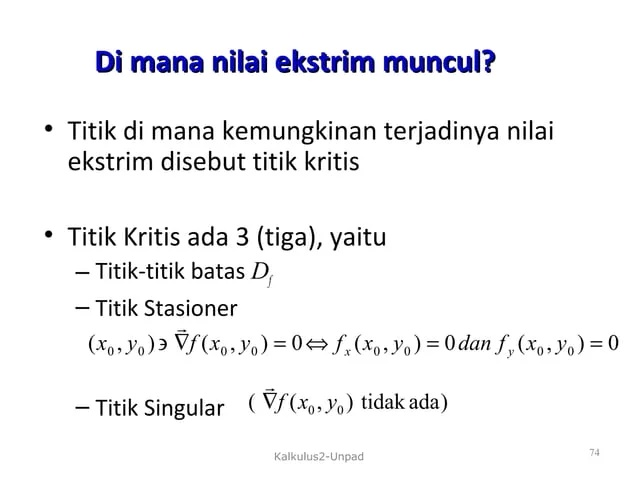 Di mana nilai ekstrim muncul?
• Titik di mana kemungkinan terjadinya nilai
ekstrim disebut titik kritis
• Titik Kritis ada 3 (tiga), yaitu
– Titik-titik batas D_f
– Titik Stasioner
(x₀, y₀) ∍ ∇⃗f (x₀, y₀) = 0 ⇔ fₓ (x₀, y₀) = 0 dan f_y (x₀, y₀) = 0
– Titik Singular ( ∇⃗f (x₀, y₀) tidak ada)
Kalkulus2-Unpad
74